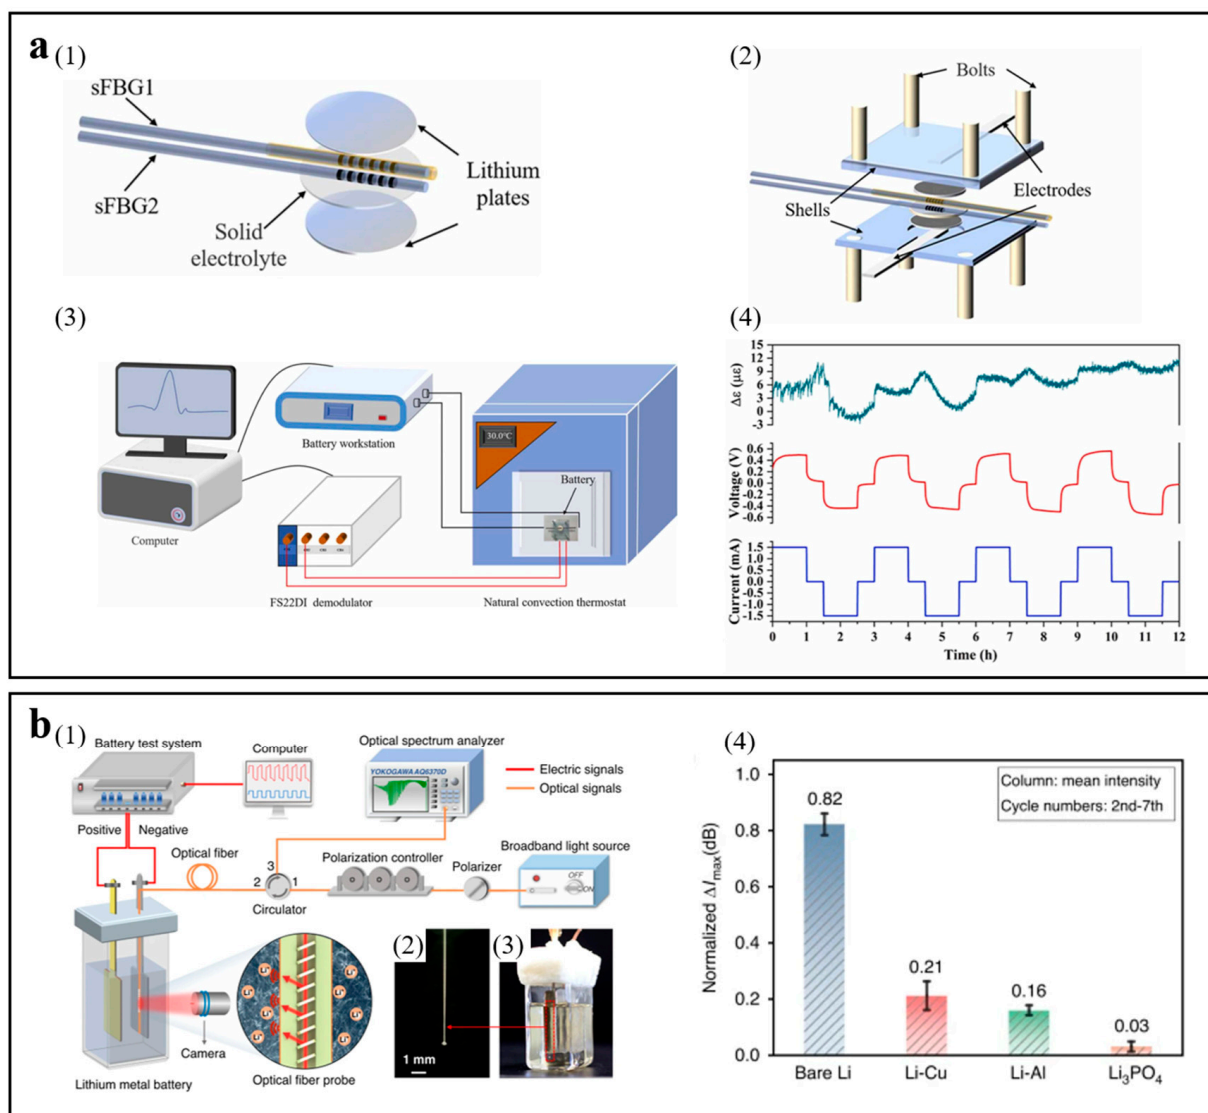 a
(1)
sFBG1
sFBG2
Solid
electrolyte
Lithium
plates
(2)
Bolts
Electrodes
Shells
(3)
Battery workstation
30.0°C
Battery
Computer
FS22DI demodulator
Natural convection thermostat
(4)
Δε (με)
15
12
9
6
3
0
-3
Voltage (V)
0.6
0.4
0.2
0.0
-0.2
-0.4
-0.6
Current (mA)
1.5
1.0
0.5
0.0
-0.5
-1.0
-1.5
0 1 2 3 4 5 6 7 8 9 10 11 12
Time (h)
b
(1)
Battery test system
Computer
Optical spectrum analyzer
YOKOGAWA AQ6370D
Electric signals
Optical signals
Positive
Negative
Optical fiber
3
2
1
Circulator
Polarization controller
Polarizer
Broadband light source
OFF
ON
Camera
Lithium metal battery
Optical fiber probe
(2)
1 mm
(3)
(4)
Normalized ΔImax(dB)
1.0
0.8
0.6
0.4
0.2
0.0
Column: mean intensity
Cycle numbers: 2nd-7th
0.82
0.21
0.16
0.03
Bare Li
Li-Cu
Li-Al
Li₃PO₄